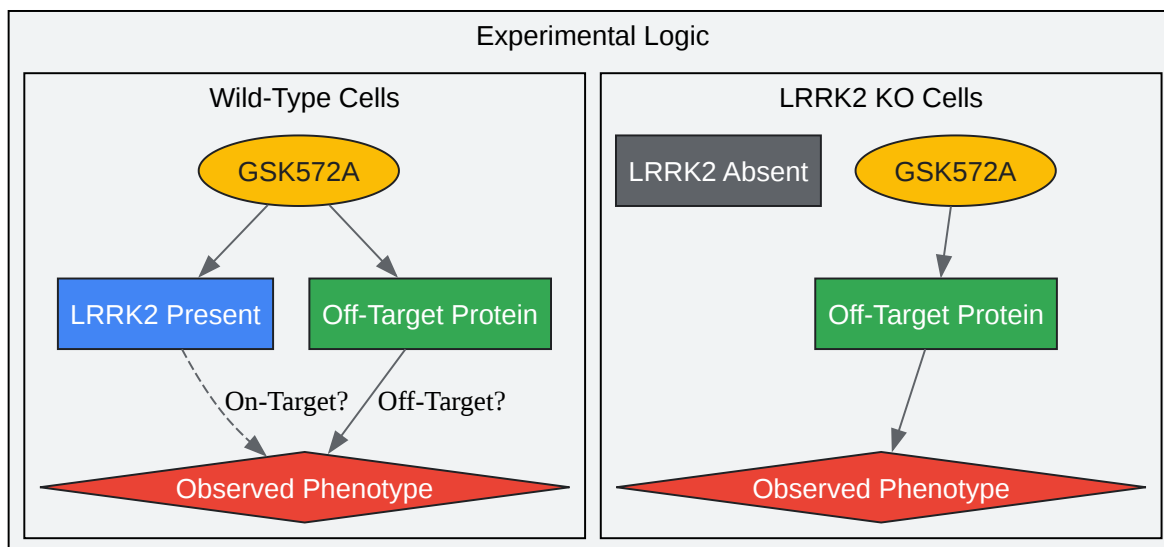 Experimental Logic
Wild-Type Cells
GSK572A
LRRK2 Present
Off-Target Protein
On-Target?
Off-Target?
Observed Phenotype
LRRK2 KO Cells
LRRK2 Absent
GSK572A
Off-Target Protein
Observed Phenotype